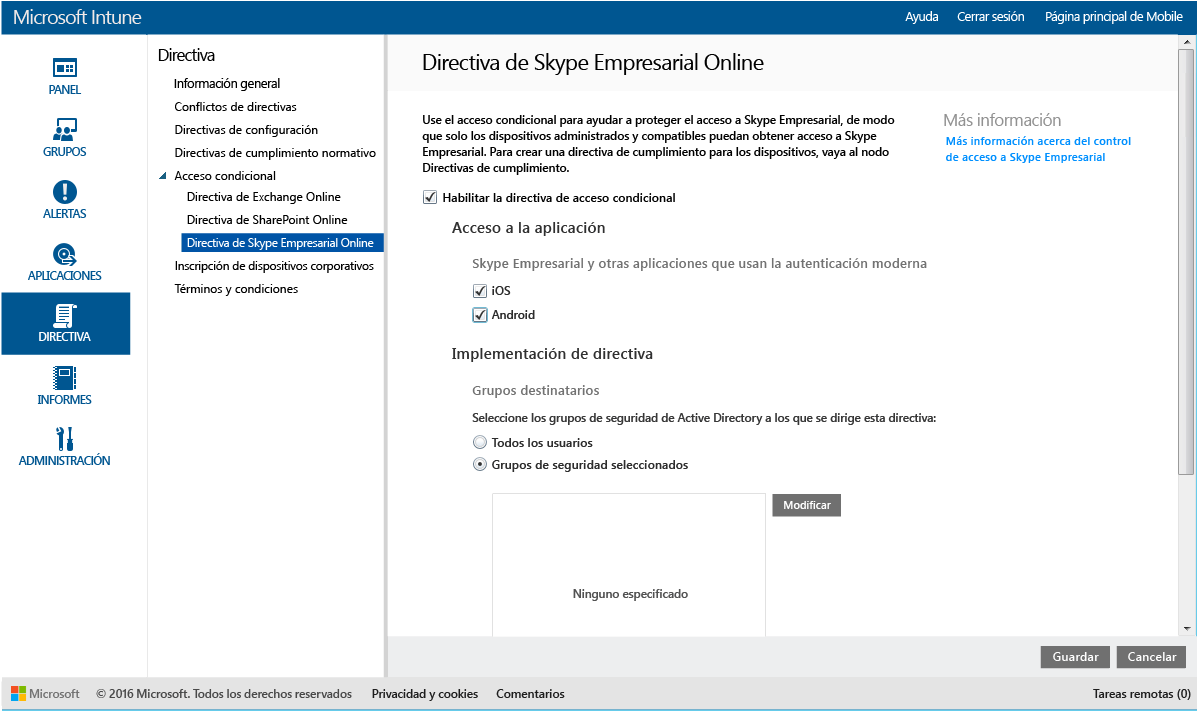 Microsoft Intune
Ayuda
Cerrar sesión
Página principal de Mobile
PANEL
GRUPOS
ALERTAS
APLICACIONES
DIRECTIVA
INFORMES
ADMINISTRACIÓN
Directiva
Información general
Conflictos de directivas
Directivas de configuración
Directivas de cumplimiento normativo
Acceso condicional
Directiva de Exchange Online
Directiva de SharePoint Online
Directiva de Skype Empresarial Online
Inscripción de dispositivos corporativos
Términos y condiciones
Directiva de Skype Empresarial Online
Use el acceso condicional para ayudar a proteger el acceso a Skype Empresarial, de modo
que solo los dispositivos administrados y compatibles puedan obtener acceso a Skype
Empresarial. Para crear una directiva de cumplimiento para los dispositivos, vaya al nodo
Directivas de cumplimiento.
Más información
Más información acerca del control
de acceso a Skype Empresarial
Habilitar la directiva de acceso condicional
Acceso a la aplicación
Skype Empresarial y otras aplicaciones que usan la autenticación moderna
iOS
Android
Implementación de directiva
Grupos destinatarios
Seleccione los grupos de seguridad de Active Directory a los que se dirige esta directiva:
Todos los usuarios
Grupos de seguridad seleccionados
Modificar
Ninguno especificado
Guardar
Cancelar
Microsoft
© 2016 Microsoft. Todos los derechos reservados
Privacidad y cookies
Comentarios
Tareas remotas (0)